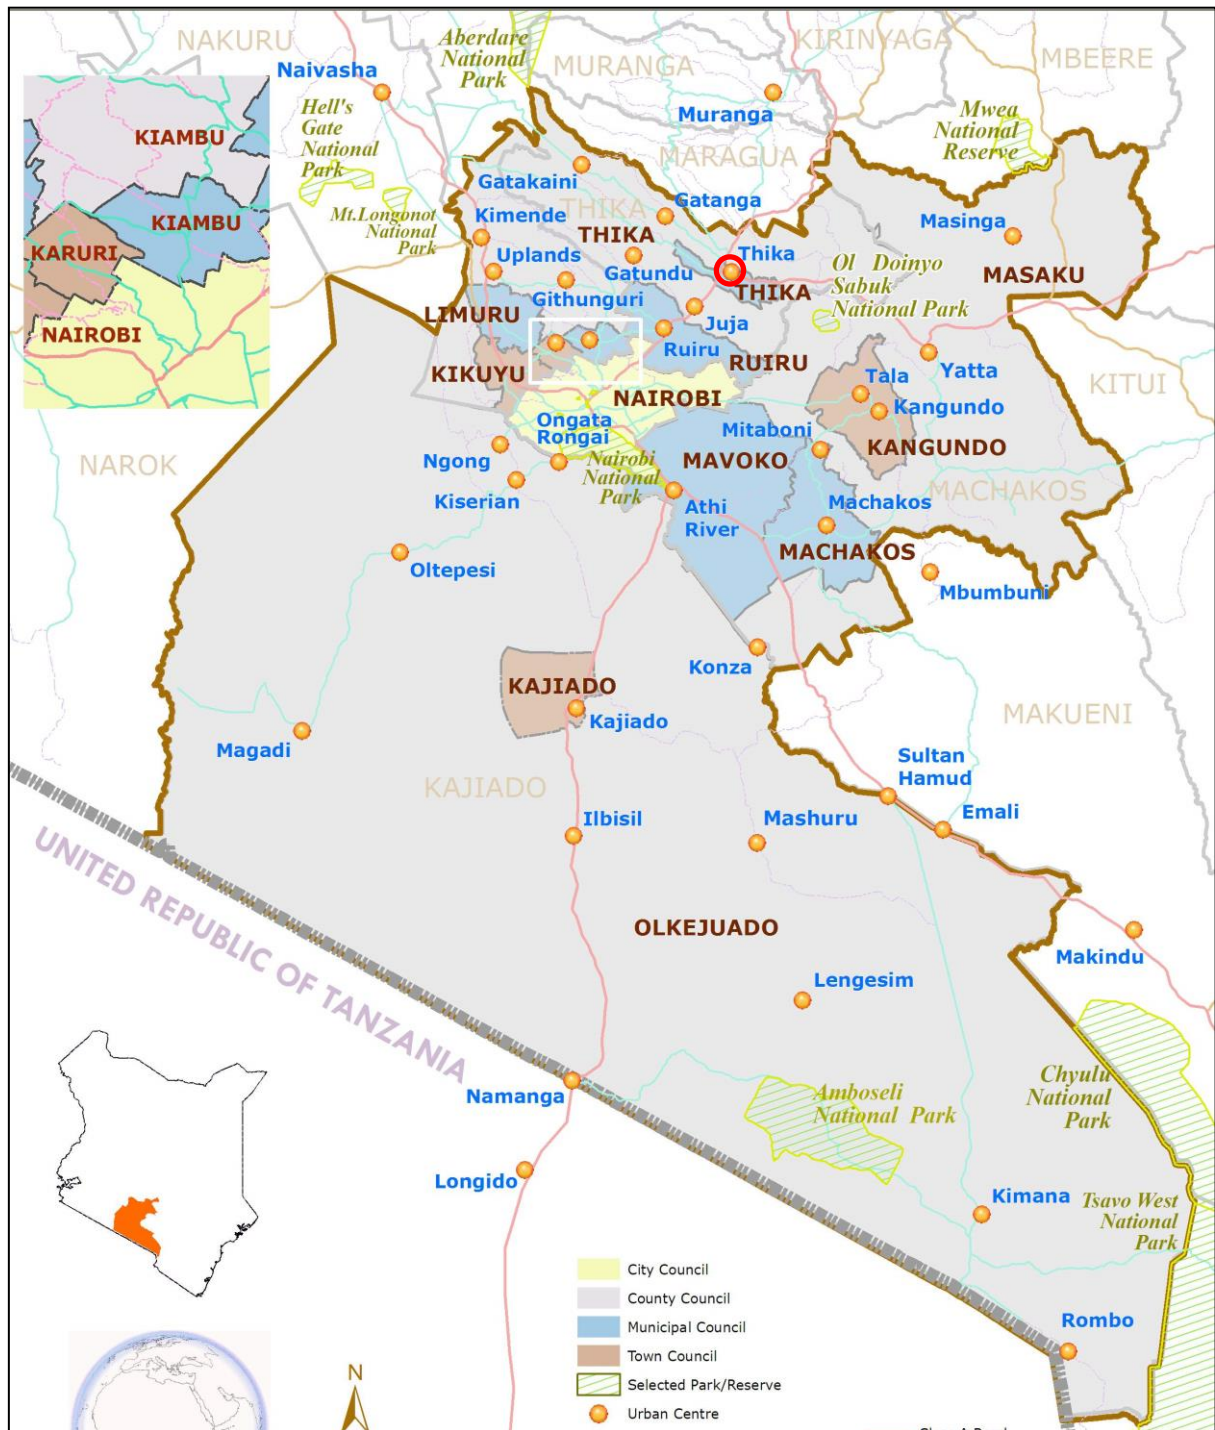 NAKURU
Aberdare
National
Park
KIRINYAGA
MBEERE
MURANGA
Naivasha
Hell's
Gate
National
Park
Muranga
Mwea
National
Reserve
MARAGUA
KIAMBU
KIAMBU
KARURI
NAIROBI
Gatakaini
Mt.Longonot
National
Park
Kimende
THIKA
Gatanga
THIKA
Masinga
Uplands
Gatundu
Thika
Ol Doinyo
Sabuk
National Park
MASAKU
Githunguri
THIKA
LIMURU
Juja
Ruiru
RUIRU
Yatta
KIKUYU
KITUI
NAIROBI
Tala
Kangundo
Ongata
Rongai
Mitaboni
KANGUNDO
NAROK
Ngong
Nairobi
National
Park
MAVOKO
MACHAKOS
Kiserian
Athi
River
Machakos
MACHAKOS
Oltepesi
Mbumbuni
Konza
KAJIADO
Kajiado
MAKUENI
Magadi
Sultan
Hamud
KAJIADO
Emali
Ilbisil
Mashuru
UNITED REPUBLIC OF TANZANIA
OLKEJUADO
Makindu
Lengesim
Namanga
Amboseli
National Park
Chyulu
National
Park
Longido
Kimana
Tsavo West
National
Park
City Council
County Council
Municipal Council
Town Council
Selected Park/Reserve
Urban Centre
Rombo
N